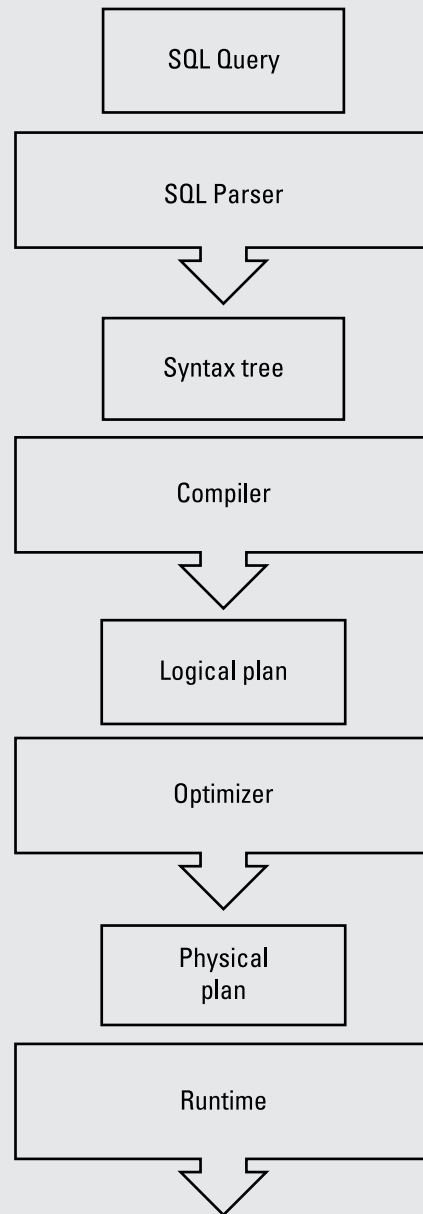 SQL Query
SQL Parser
Syntax tree
Compiler
Logical plan
Optimizer
Physical
plan
Runtime